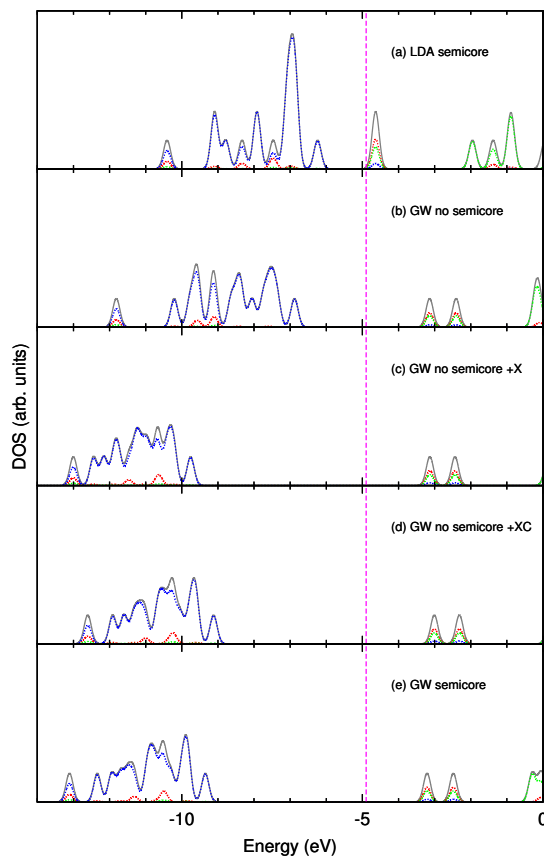 (a) LDA semicore
(b) GW no semicore
(c) GW no semicore +X
(d) GW no semicore +XC
(e) GW semicore
DOS (arb. units)
-10
-5
0
Energy (eV)